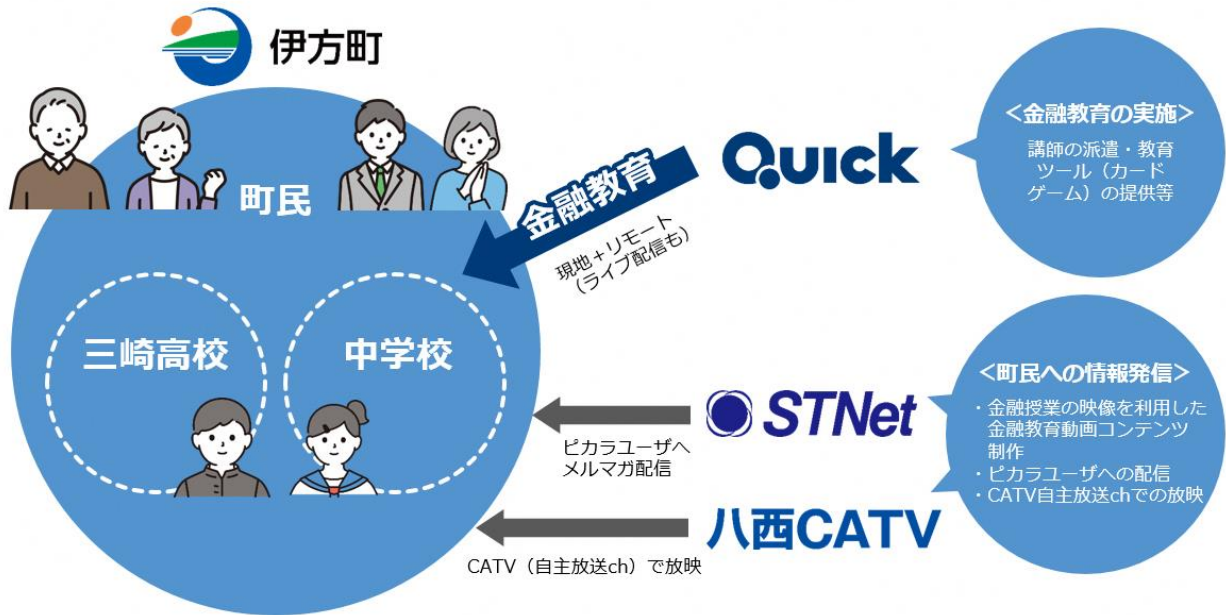 伊方町
町民
三崎高校
中学校
金融教育
現地+リモート
(ライブ配信も)
QUICK
<金融教育の実施>
講師の派遣・教育
ツール(カード
ゲーム)の提供等
STNet
ピカラユーザへ
メルマガ配信
八西CATV
CATV(自主放送ch)で放映
<町民への情報発信>
・金融授業の映像を利用した
金融教育動画コンテンツ
制作
・ピカラユーザへの配信
・CATV自主放送chでの放映